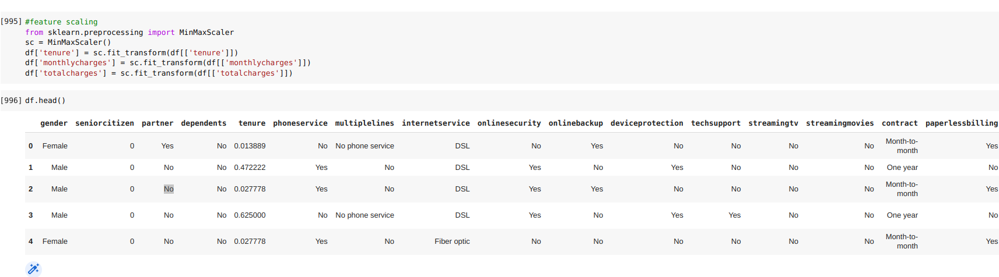 [995] #feature scaling
from sklearn.preprocessing import MinMaxScaler
sc = MinMaxScaler()
df['tenure'] = sc.fit_transform(df[['tenure']])
df['monthlycharges'] = sc.fit_transform(df[['monthlycharges']])
df['totalcharges'] = sc.fit_transform(df[['totalcharges']])
[996] df.head()
gender seniorcitizen partner dependents tenure phoneservice multiplelines internetservice onlinesecurity onlinebackup deviceprotection techsupport streamingtv streamingmovies contract paperlessbilling
0 Female 0 Yes No 0.013889 No No phone service DSL No Yes No No No No Month-to-month Yes
1 Male 0 No No 0.472222 Yes No DSL Yes No Yes No No No One year No
2 Male 0 No No 0.027778 Yes No DSL Yes Yes No No No No Month-to-month Yes
3 Male 0 No No 0.625000 No No phone service DSL Yes No Yes Yes No No One year No
4 Female 0 No No 0.027778 Yes No Fiber optic No No No No No No Month-to-month Yes